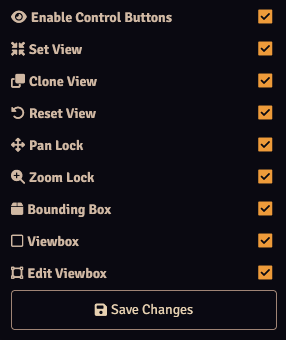 Enable Control Buttons
Set View
Clone View
Reset View
Pan Lock
Zoom Lock
Bounding Box
Viewbox
Edit Viewbox
Save Changes